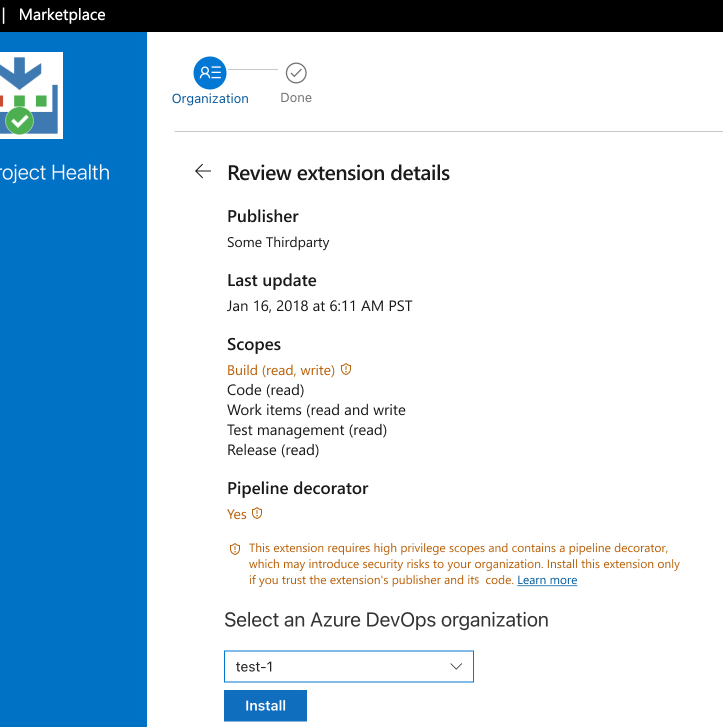 | Marketplace
Organization
Done
roject Health
Review extension details
Publisher
Some Thirdparty
Last update
Jan 16, 2018 at 6:11 AM PST
Scopes
Build (read, write)
Code (read)
Work items (read and write
Test management (read)
Release (read)
Pipeline decorator
Yes
This extension requires high privilege scopes and contains a pipeline decorator,
which may introduce security risks to your organization. Install this extension only
if you trust the extension's publisher and its code. Learn more
Select an Azure DevOps organization
test-1
Install